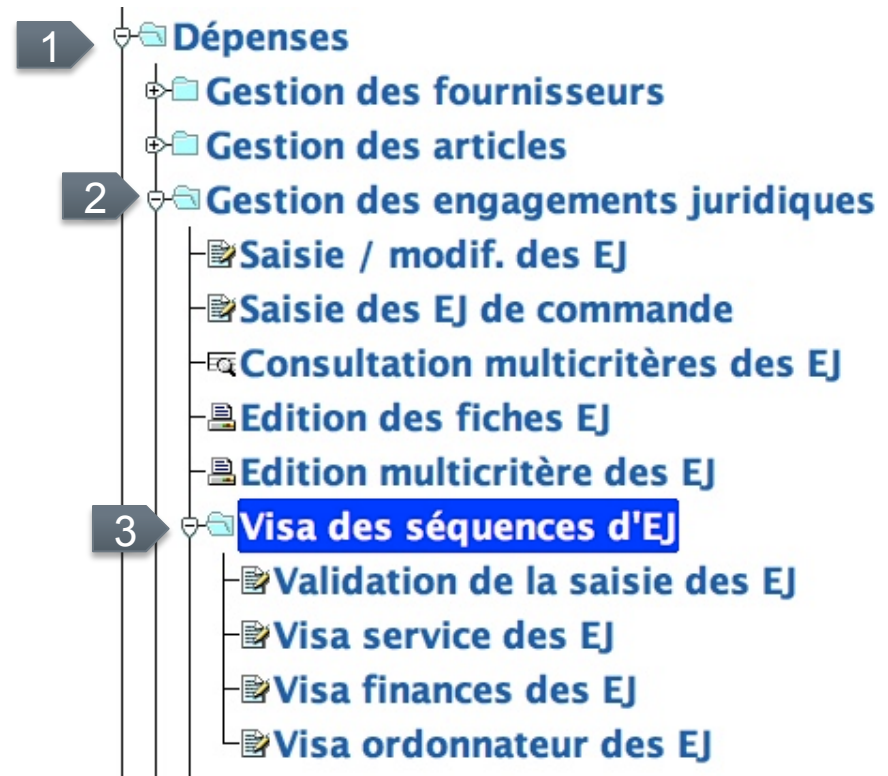 1 Dépenses
Gestion des fournisseurs
Gestion des articles
2 Gestion des engagements juridiques
Saisie / modif. des EJ
Saisie des EJ de commande
Consultation multicritères des EJ
Edition des fiches EJ
Edition multicritère des EJ
3 Visa des séquences d'EJ
Validation de la saisie des EJ
Visa service des EJ
Visa finances des EJ
Visa ordonnateur des EJ